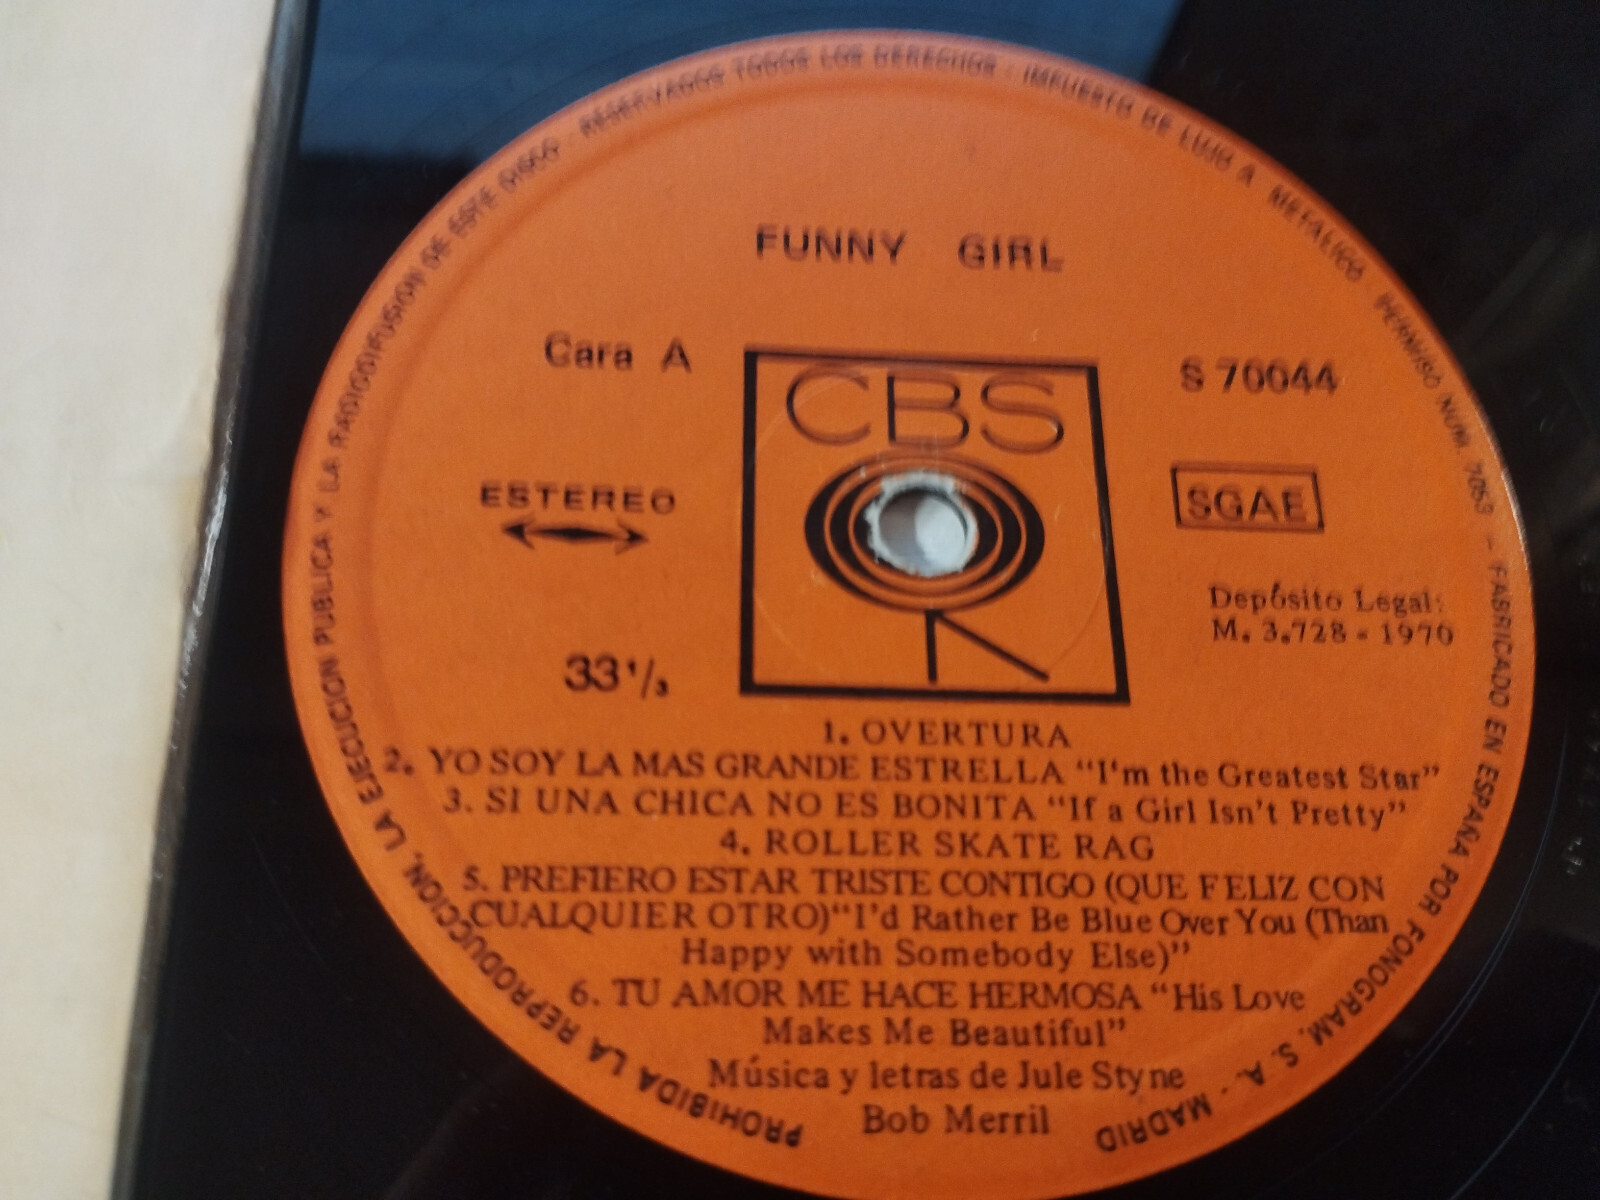 FUNNY GIRL
Cara A
CBS
S 70044
ESTEREO
SGAE
Depósito Legal:
M. 3.728 - 1970
33 1/3
1. OVERTURA
2. YO SOY LA MAS GRANDE ESTRELLA "I'm the Greatest Star"
3. SI UNA CHICA NO ES BONITA "If a Girl Isn't Pretty"
4. ROLLER SKATE RAG
5. PREFIERO ESTAR TRISTE CONTIGO (QUE FELIZ CON
CUALQUIER OTRO)"I'd Rather Be Blue Over You (Than
Happy with Somebody Else)"
6. TU AMOR ME HACE HERMOSA "His Love
Makes Me Beautiful"
Música y letras de Jule Styne
Bob Merril
PROHIBIDA LA REPRODUCCION, LA EJECUCION PUBLICA Y LA RADIODIFUSION DE ESTE DISCO RESERVADOS TODOS LOS DERECHOS - IMPUESTO DE LUJO A METALICO PERMISO NUM. 7053 - FABRICADO EN ESPAÑA POR FONOGRAM, S. A. - MADRID